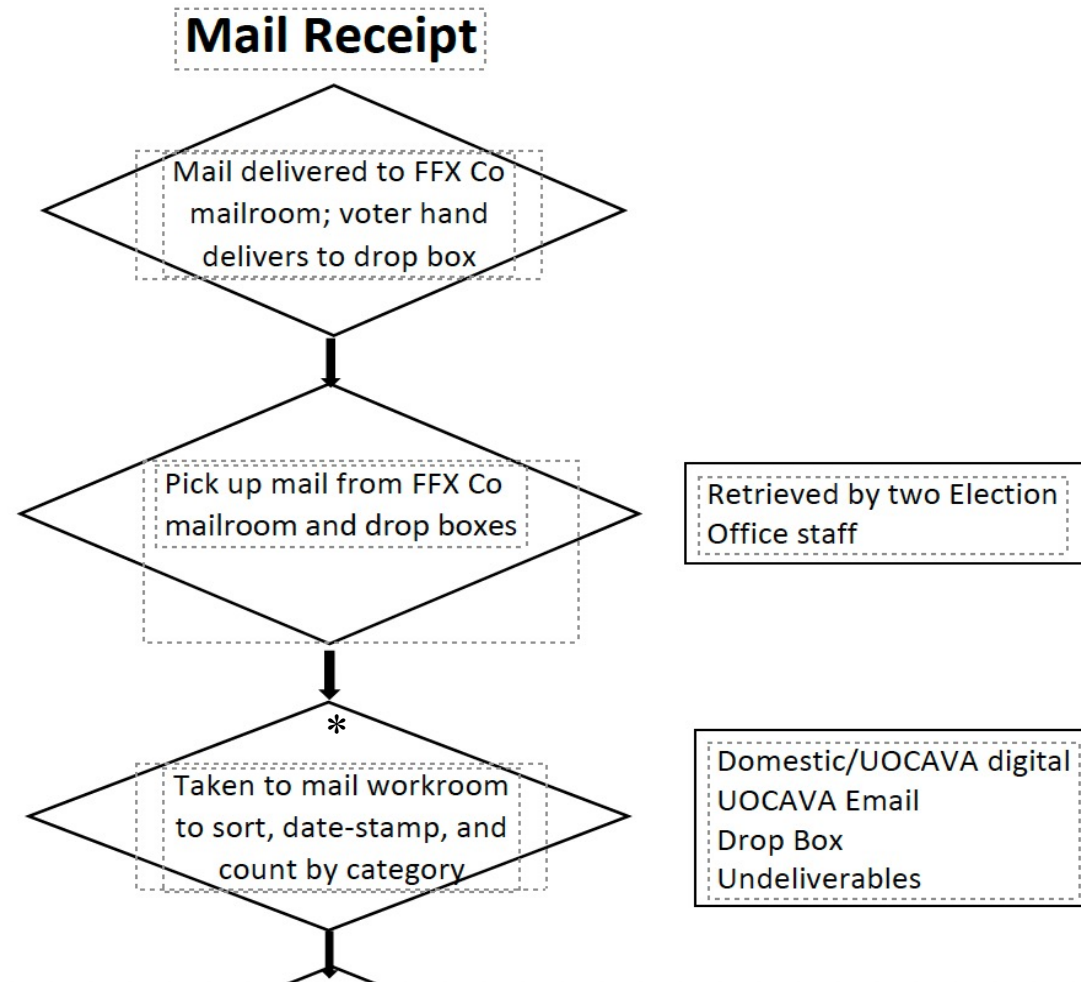 Mail Receipt
Mail delivered to FFX Co
mailroom; voter hand
delivers to drop box
Pick up mail from FFX Co
mailroom and drop boxes
Retrieved by two Election
Office staff
*
Taken to mail workroom
to sort, date-stamp, and
count by category
Domestic/UOCAVA digital
UOCAVA Email
Drop Box
Undeliverables